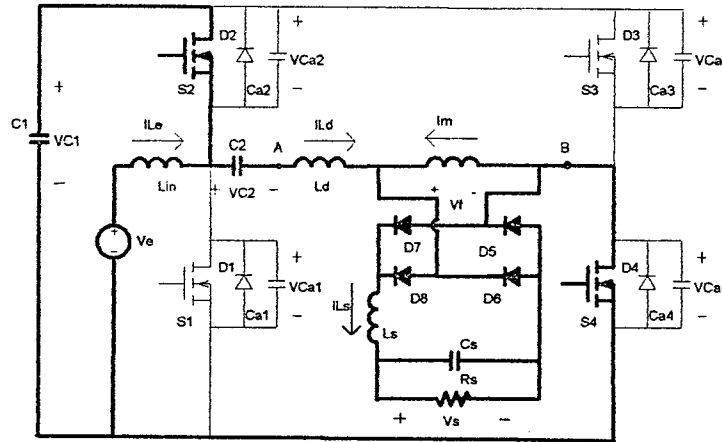 D2
S2
Ca2
+
VCa2
-
D3
S3
Ca3
+
VCa
-
C1
+
VC1
-
iLe
Lin
C2
+ VC2 -
A
iLd
Ld
Im
B
+ Vf -
Ve
+
-
D7
D5
D8
D6
D1
S1
Ca1
+
VCa1
-
iLs
Ls
Cs
Rs
+ Vs -
D4
S4
Ca4
+
VCa
-